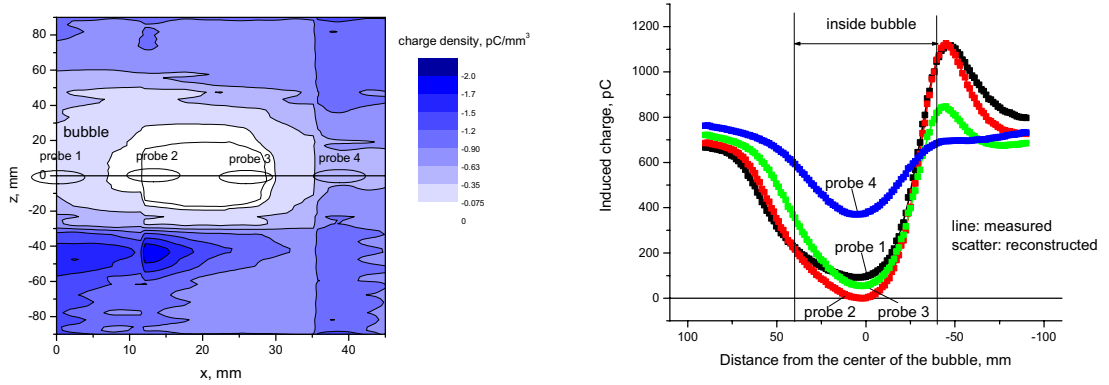 charge density, pC/mm³
-2.0
-1.7
-1.5
-1.2
-0.90
-0.63
-0.35
-0.075
0
80
60
40
20
0
-20
-40
-60
-80
z, mm
bubble
probe 1
probe 2
probe 3
probe 4
0
10
20
30
40
x, mm
inside bubble
1200
1000
800
600
400
200
0
Induced charge, pC
probe 4
probe 1
probe 2
probe 3
line: measured
scatter: reconstructed
100
50
0
-50
-100
Distance from the center of the bubble, mm